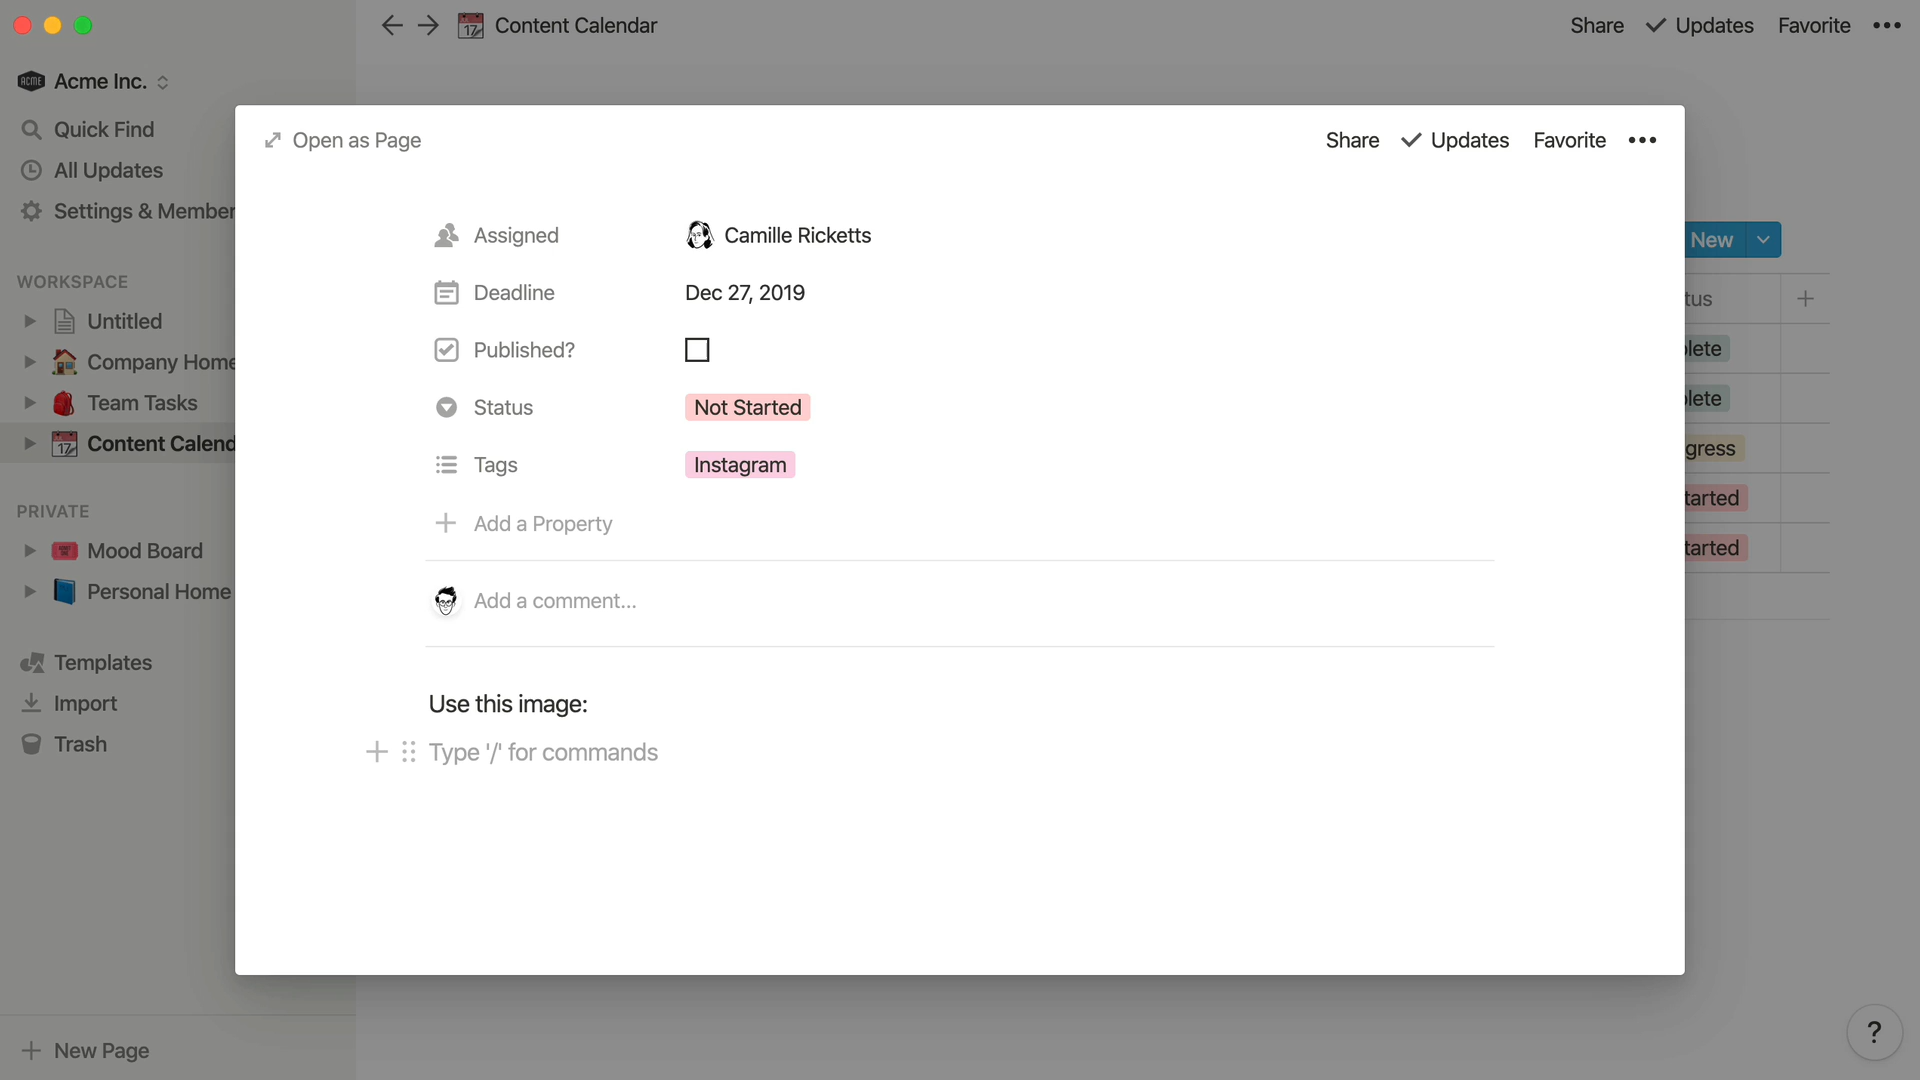 Content Calendar
Share
Updates
Favorite
ACME
Acme Inc.
Quick Find
All Updates
Settings & Member
WORKSPACE
Untitled
Company Home
Team Tasks
17
Content Calend
PRIVATE
Mood Board
Personal Home
Templates
Import
Trash
New Page
Open as Page
Share
Updates
Favorite
Assigned
Camille Ricketts
Deadline
Dec 27, 2019
Published?
Status
Not Started
Tags
Instagram
Add a Property
Add a comment...
Use this image:
Type '/' for commands
New
tus
lete
lete
gress
tarted
tarted
?